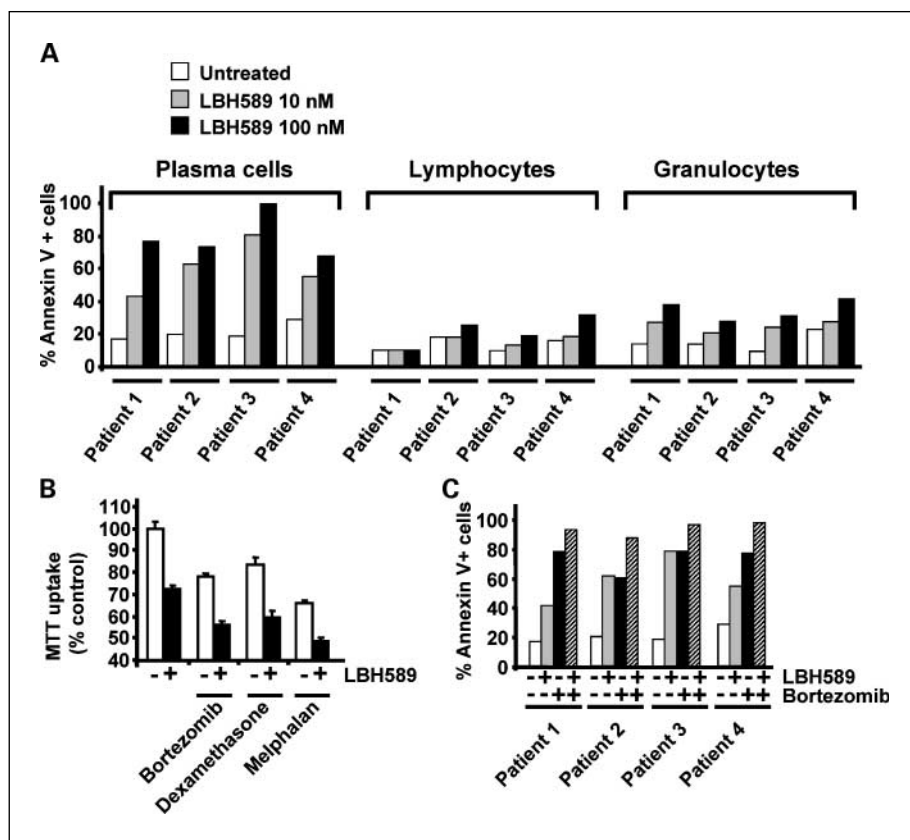 A
Untreated
LBH589 10 nM
LBH589 100 nM
Plasma cells Lymphocytes Granulocytes
% Annexin V + cells
100
80
60
40
20
0
Patient 1 Patient 2 Patient 3 Patient 4 Patient 1 Patient 2 Patient 3 Patient 4 Patient 1 Patient 2 Patient 3 Patient 4
B
MTT uptake
(% control)
110
100
90
80
70
60
50
40
- + - + - + - + LBH589
Bortezomib Dexamethasone Melphalan
C
% Annexin V+ cells
100
80
60
40
20
0
- + - + - + - + - + - + - + - + LBH589
- - + + - - + + - - + + - - + + Bortezomib
Patient 1 Patient 2 Patient 3 Patient 4